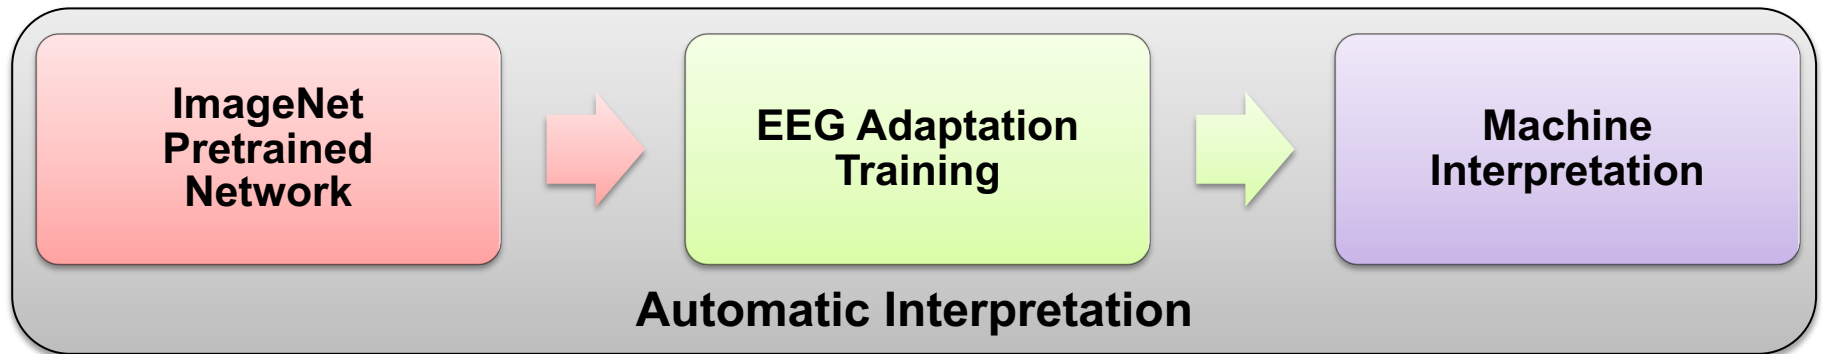 ImageNet
Pretrained
Network
EEG Adaptation
Training
Machine
Interpretation
Automatic Interpretation